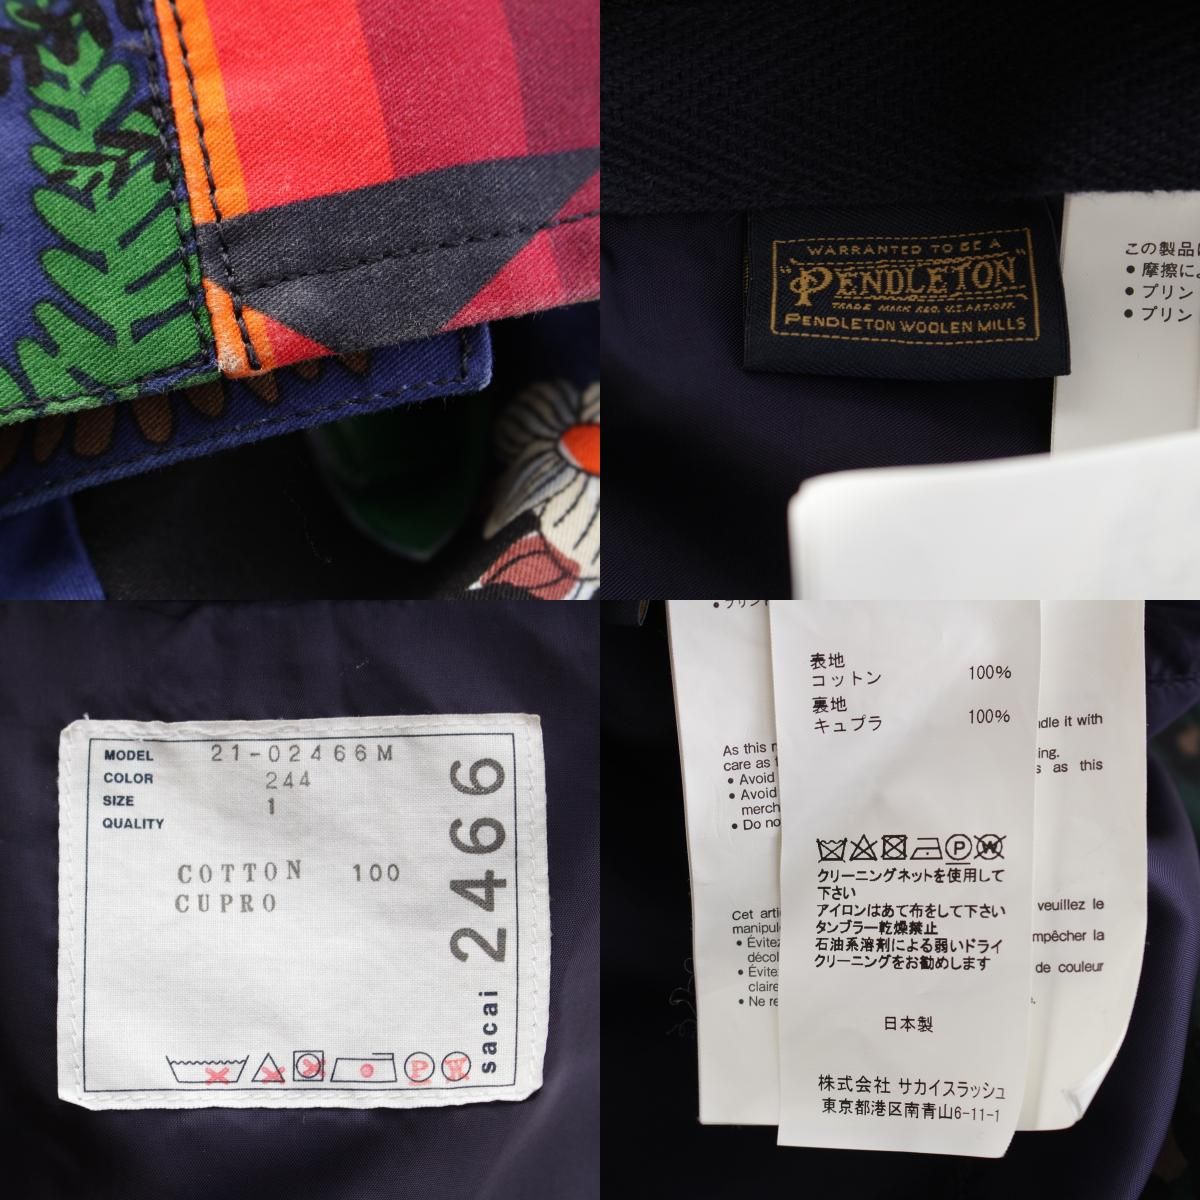 WARRANTED TO BE A
"PENDLETON"
TRADE MARK REG. U.S. PAT. OFF.
PENDLETON WOOLEN MILLS
この製品
• 摩擦によ
• プリン
• プリン
MODEL 21-02466M
COLOR 244
SIZE 1
QUALITY
COTTON 100
CUPRO
sacai 2466
P W
表地
コットン 100%
裏地
キュプラ 100%
P W
クリーニングネットを使用して
下さい
アイロンはあて布をして下さい
タンブラー乾燥禁止
石油系溶剤による弱いドライ
クリーニングをお勧めします
日本製
株式会社 サカイスラッシュ
東京都港区南青山6-11-1
As this
care as
• Avoid
• Avoid
merch
• Do no
Cet arti
manipul
• Évitez
décol
• Évite
claire
• Ne re
dle it with
ing.
s as this
veuillez le
mpêcher la
de couleur